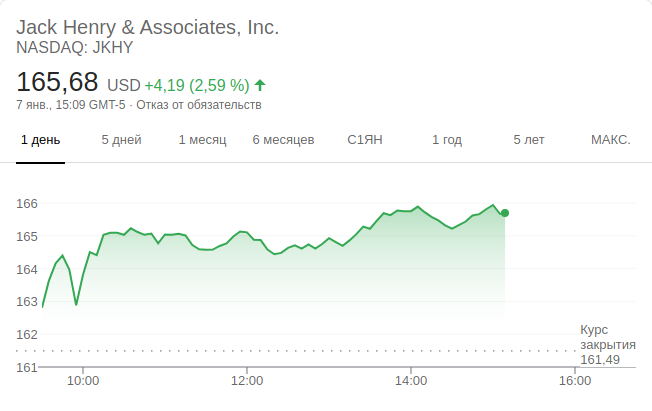 Jack Henry & Associates, Inc.
NASDAQ: JKHY
165,68 USD +4,19 (2,59 %)
7 янв., 15:09 GMT-5 · Отказ от обязательств
1 день 5 дней 1 месяц 6 месяцев С1ЯН 1 год 5 лет МАКС.
166
165
164
163
162
Курс
закрытия
161,49
161
10:00 12:00 14:00 16:00